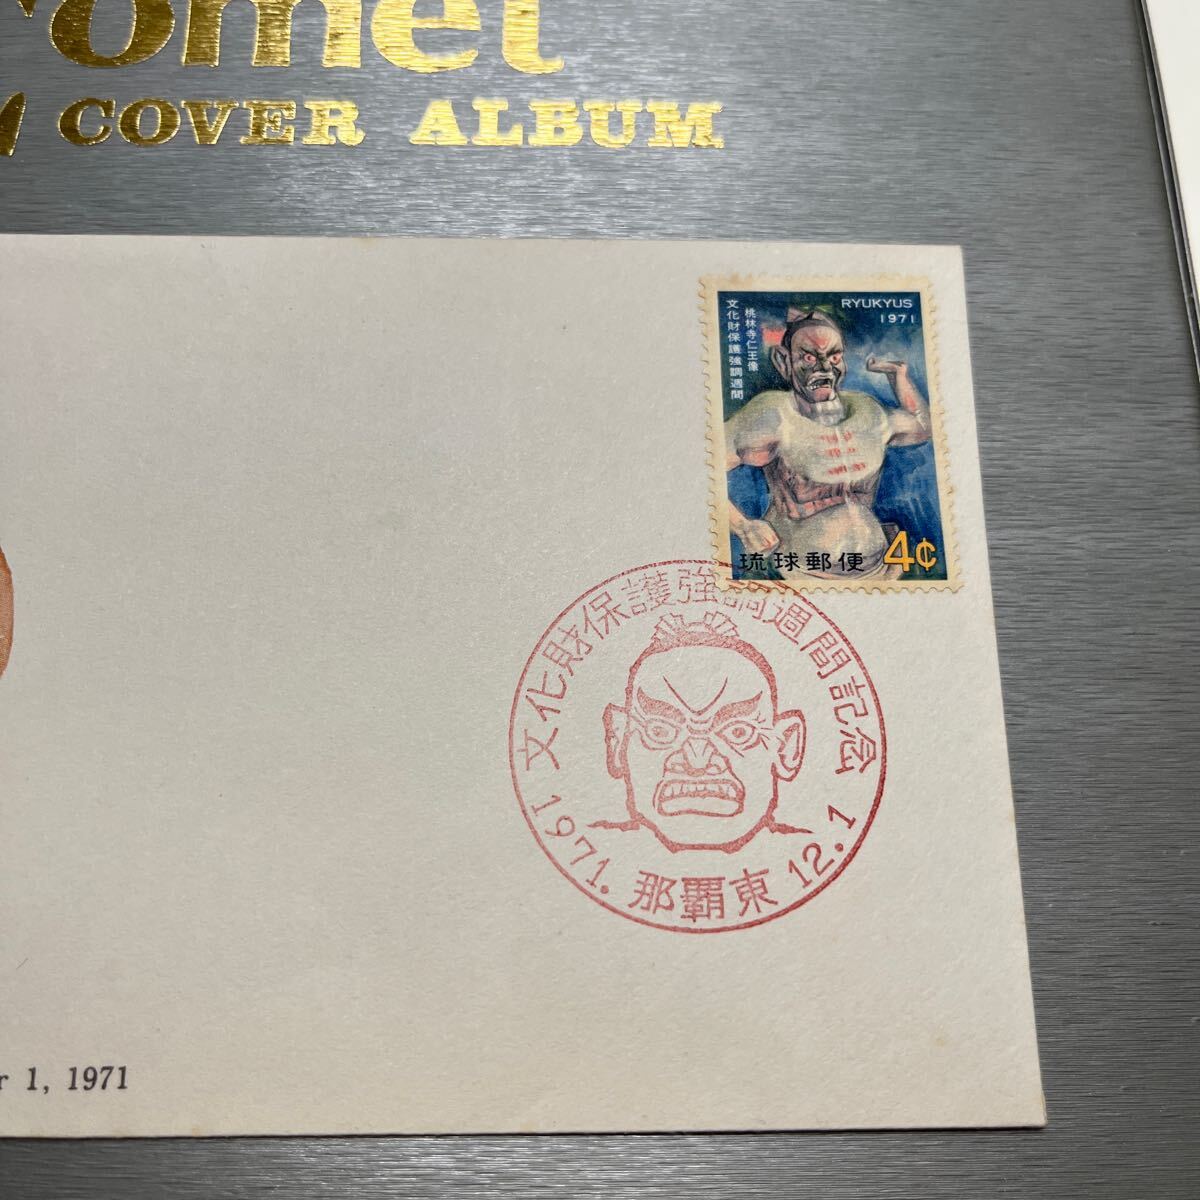 comet
COVER ALBUM
RYUKYUS
1971
桃林寺仁王像
文化財保護強調週間
琉球郵便 4¢
文化財保護強調週間記念
1971. 那覇東 12.1
r 1, 1971